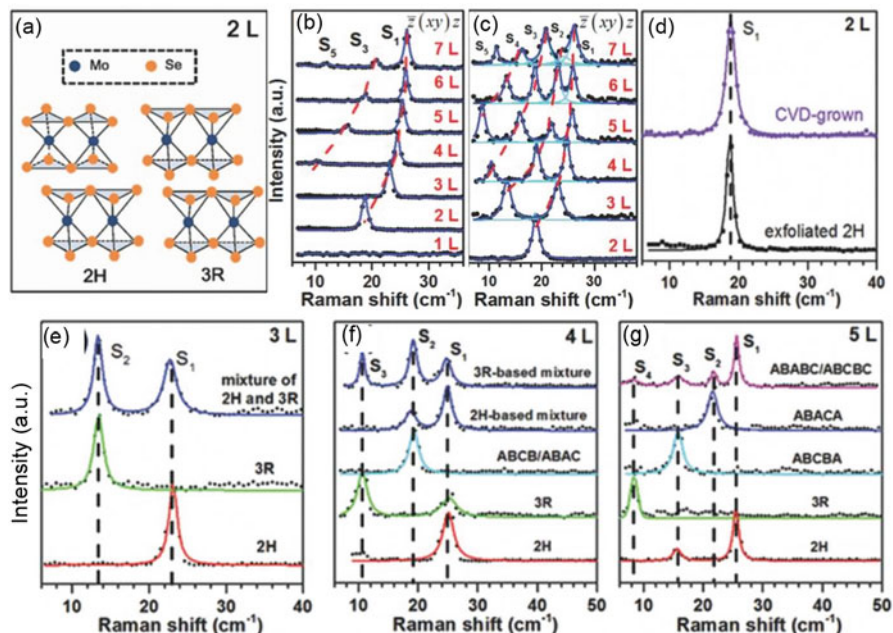 (a)
2 L
Mo
Se
2H
3R
(b)
z̅(xy)z
S5
S3
S1
7 L
6 L
5 L
4 L
3 L
2 L
1 L
Intensity (a.u.)
10 20 30
Raman shift (cm-1)
(c)
z̅(xy)z
S5
S4
S3
S2
S1
7 L
6 L
5 L
4 L
3 L
2 L
10 20 30
Raman shift (cm-1)
(d)
2 L
S1
CVD-grown
exfoliated 2H
10 20 30 40
Raman shift (cm-1)
(e)
3 L
S2
S1
mixture of
2H and 3R
3R
2H
Intensity (a.u.)
10 20 30 40
Raman shift (cm-1)
(f)
4 L
S3
S2
S1
3R-based mixture
2H-based mixture
ABCB/ABAC
3R
2H
10 20 30 40 50
Raman shift (cm-1)
(g)
5 L
S4
S3
S2
S1
ABABC/ABCBC
ABACA
ABCBA
3R
2H
10 20 30 40 50
Raman shift (cm-1)